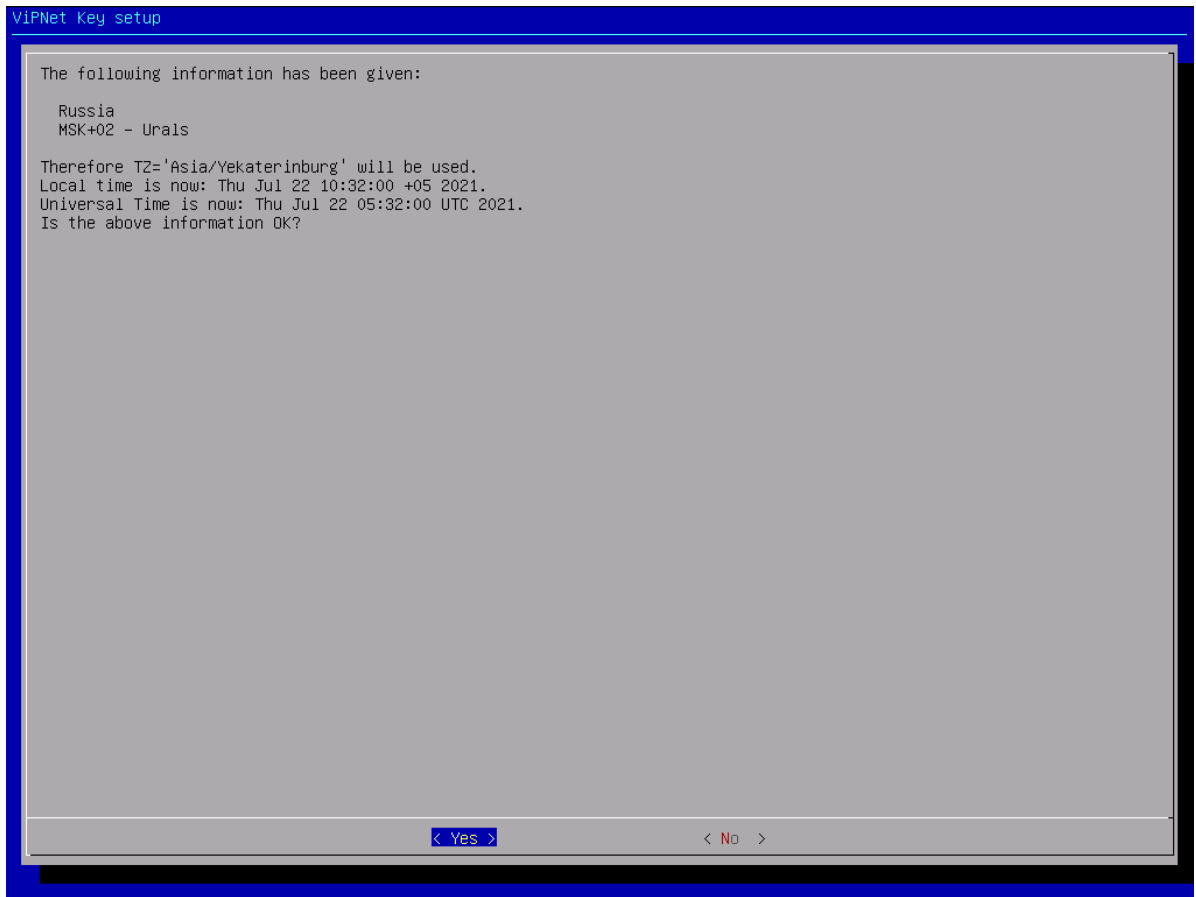 ViPNet Key setup
The following information has been given:
Russia
MSK+02 - Urals
Therefore TZ='Asia/Yekaterinburg' will be used.
Local time is now: Thu Jul 22 10:32:00 +05 2021.
Universal Time is now: Thu Jul 22 05:32:00 UTC 2021.
Is the above information OK?
< Yes > < No >